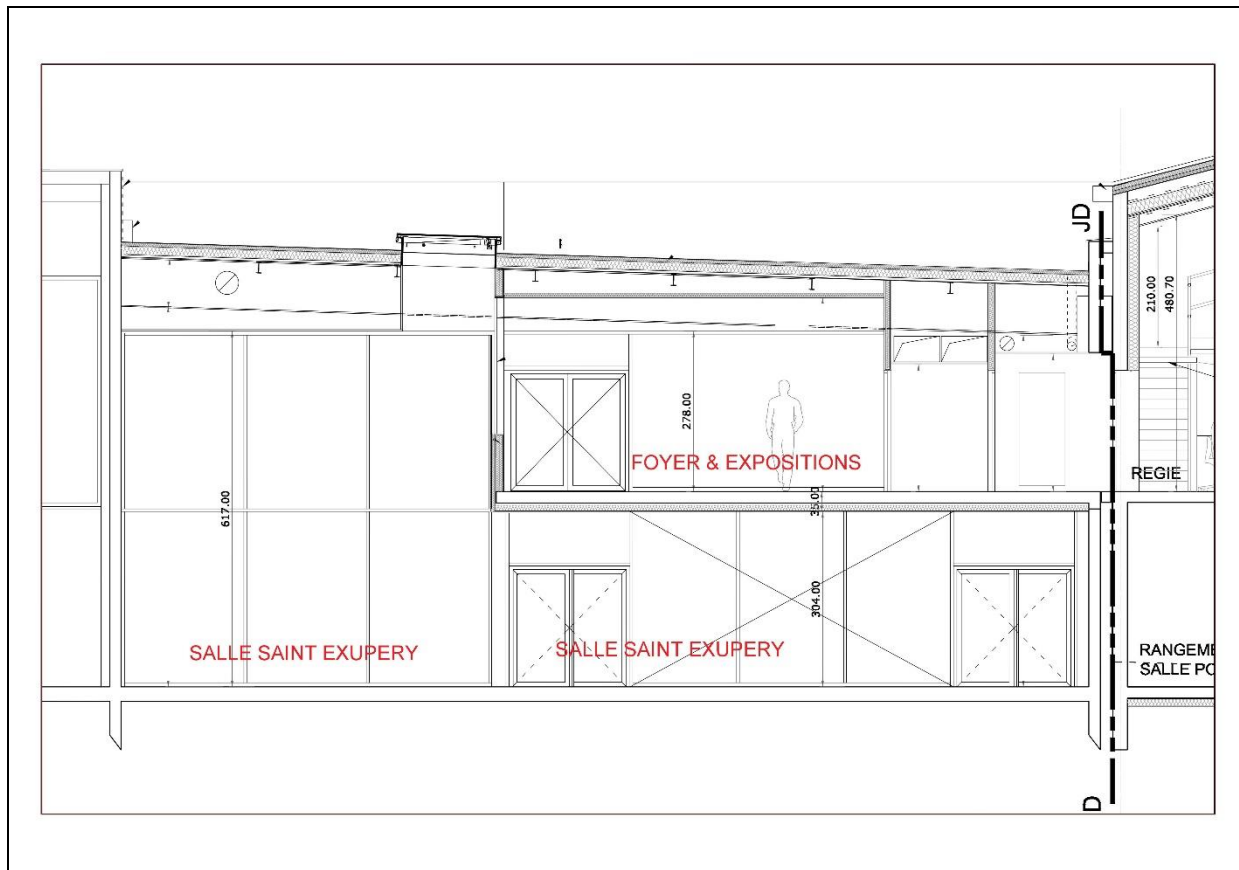 JD
210.00
480.70
278.00
FOYER & EXPOSITIONS
REGIE
617.00
35.00
304.00
SALLE SAINT EXUPERY
SALLE SAINT EXUPERY
RANGEME
SALLE PO
D